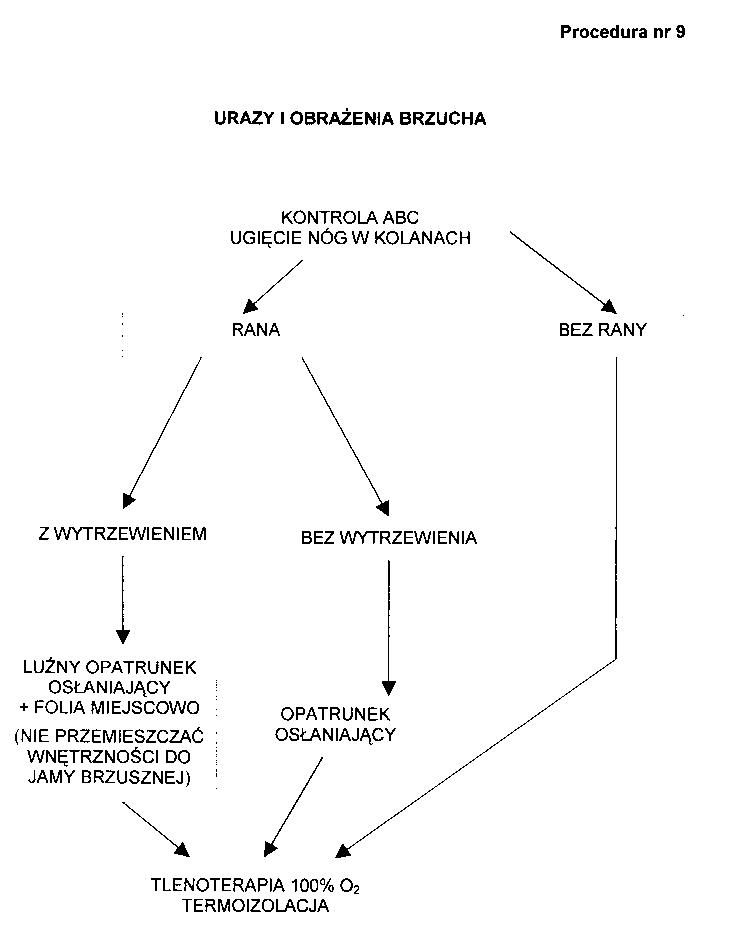 Procedura nr 9
URAZY I OBRAŻENIA BRZUCHA
KONTROLA ABC
UGIĘCIE NÓG W KOLANACH
RANA
BEZ RANY
Z WYTRZEWIENIEM
BEZ WYTRZEWIENIA
LUŹNY OPATRUNEK
OSŁANIAJĄCY
+ FOLIA MIEJSCOWO
(NIE PRZEMIESZCZAĆ
WNĘTRZNOŚCI DO
JAMY BRZUSZNEJ)
OPATRUNEK
OSŁANIAJĄCY
TLENOTERAPIA 100% O₂
TERMOIZOLACJA